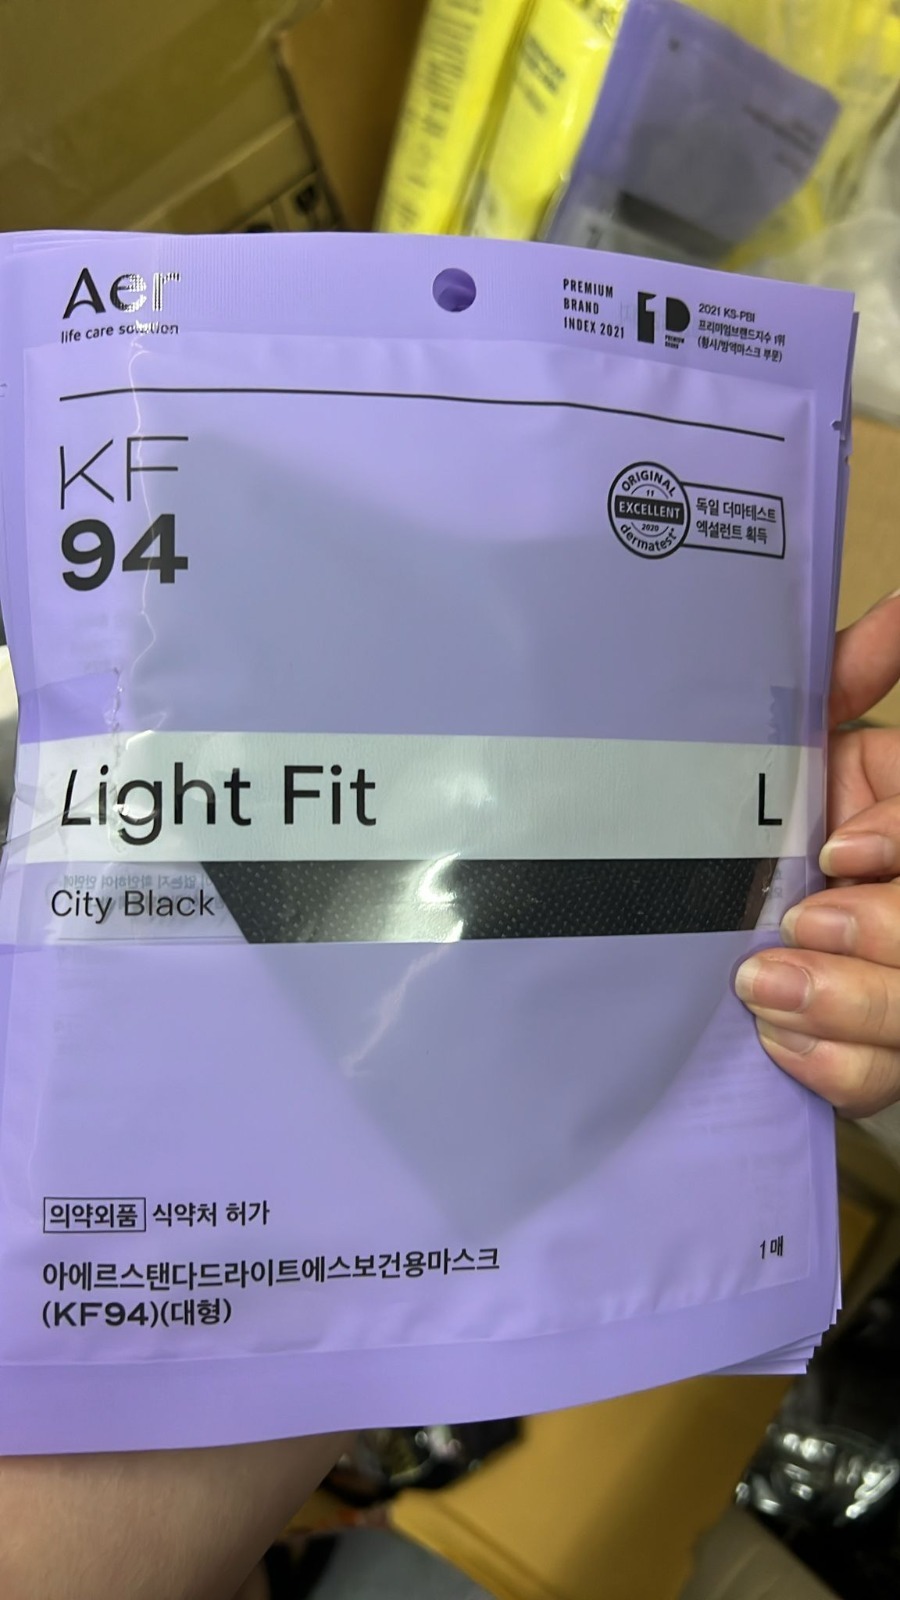 Aer
life care solution
PREMIUM
BRAND
INDEX 2021
1P
PREMIUM
BRAND
2021 KS-PBI
프리미엄브랜드지수 1위
(황사/방역마스크 부문)
KF
94
ORIGINAL
EXCELLENT
2020
dermatest
독일 더마테스트
엑설런트 획득
Light Fit
L
City Black
의약외품 식약처 허가
아에르스탠다드라이트에스보건용마스크
(KF94)(대형)
1매